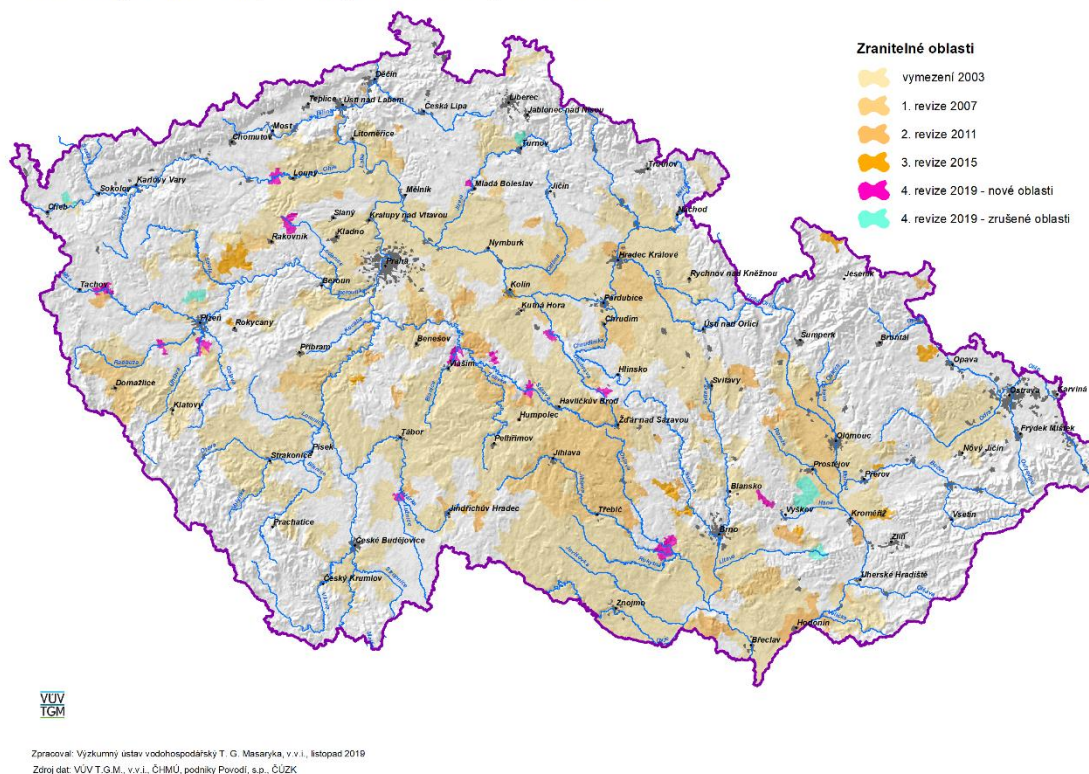 Zranitelné oblasti
vymezení 2003
1. revize 2007
2. revize 2011
3. revize 2015
4. revize 2019 - nové oblasti
4. revize 2019 - zrušené oblasti
Děčín
Teplice
Ústí nad Labem
Česká Lípa
Liberec
Jablonec nad Nisou
Most
Chomutov
Litoměřice
Turnov
Trutnov
Louny
Ohře
Karlovy Vary
Sokolov
Cheb
Mělník
Mladá Boleslav
Jičín
Náchod
Slaný
Kralupy nad Vltavou
Rakovník
Kladno
Praha
Nymburk
Hradec Králové
Rychnov nad Kněžnou
Jeseník
Tachov
Beroun
Kolín
Pardubice
Kutná Hora
Chrudim
Ústí nad Orlicí
Plzeň
Rokycany
Šumperk
Bruntál
Opava
Příbram
Benešov
Vlašim
Hlinsko
Svitavy
Ostrava
Karviná
Domažlice
Klatovy
Havlíčkův Brod
Humpolec
Žďár nad Sázavou
Frýdek Místek
Olomouc
Nový Jičín
Tábor
Pelhřimov
Písek
Strakonice
Jihlava
Prostějov
Přerov
Blansko
Vyškov
Kroměříž
Vsetín
Zlín
Třebíč
Brno
Jindřichův Hradec
Prachatice
České Budějovice
Český Krumlov
Uherské Hradiště
Znojmo
Hodonín
Břeclav
VÚV
TGM
Zpracoval: Výzkumný ústav vodohospodářský T. G. Masaryka, v.v.i., listopad 2019
Zdroj dat: VÚV T.G.M., v.v.i., ČHMÚ, podniky Povodí, s.p., ČÚZK